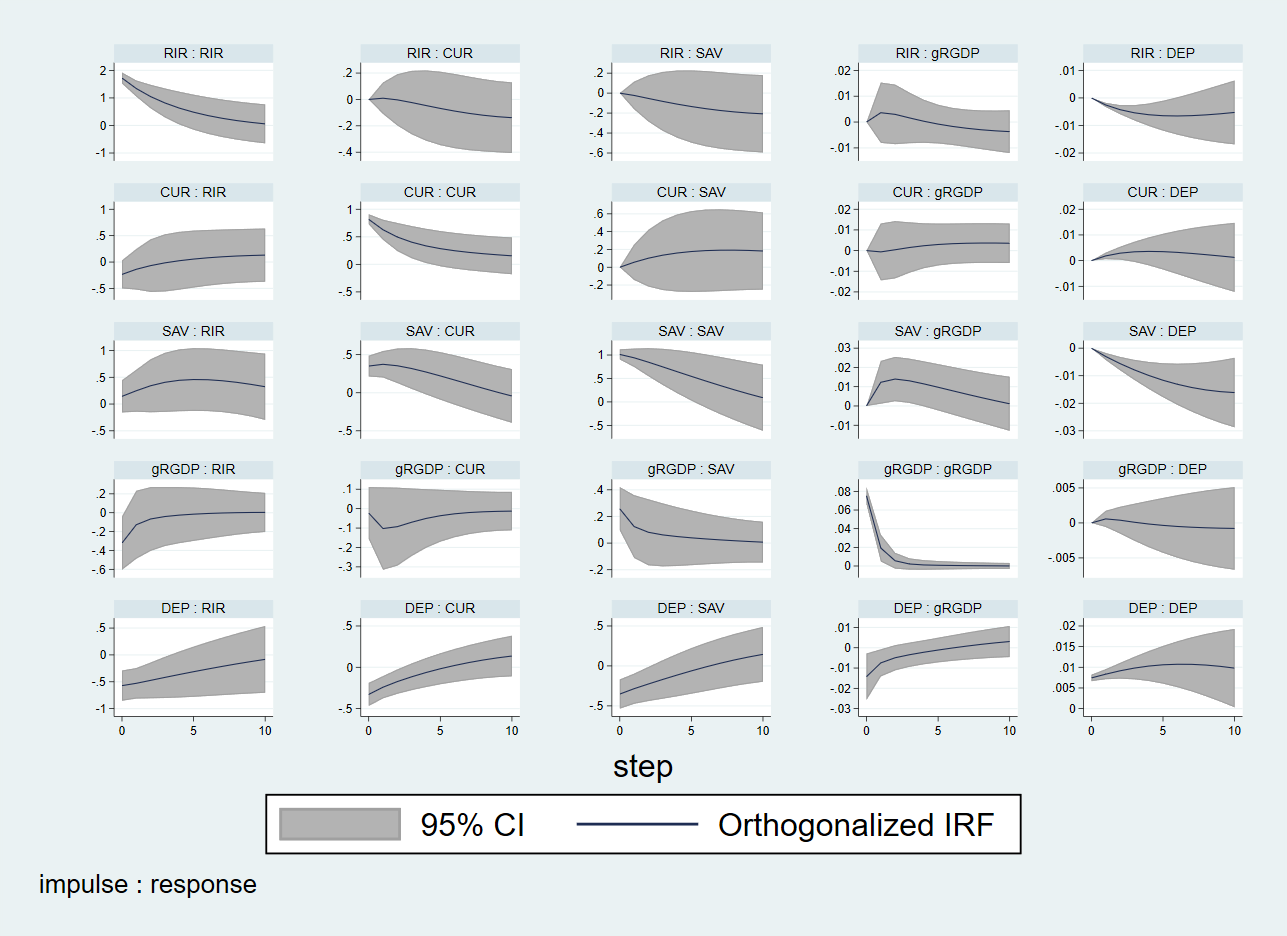 RIR : RIR RIR : CUR RIR : SAV RIR : gRGDP RIR : DEP
2 .2 .2 .02 .01
1 0 0 .01 0
0 -.2 -.2 0 -.01
-1 -.4 -.4 -.01 -.02
-.6
CUR : RIR CUR : CUR CUR : SAV CUR : gRGDP CUR : DEP
1 1 .6 .02 .02
.5 .5 .4 .01 .01
0 0 .2 0 0
-.5 -.5 0 -.01 -.01
-.2 -.02
SAV : RIR SAV : CUR SAV : SAV SAV : gRGDP SAV : DEP
1 .5 1 .03 0
.5 0 .5 .02 -.01
0 -.5 0 .01 -.02
-.5 -.5 0 -.03
-.01
gRGDP : RIR gRGDP : CUR gRGDP : SAV gRGDP : gRGDP gRGDP : DEP
.2 .1 .4 .08 .005
0 0 .2 .06 0
-.2 -.1 0 .04 -.005
-.4 -.2 -.2 .02
-.6 -.3 0
DEP : RIR DEP : CUR DEP : SAV DEP : gRGDP DEP : DEP
.5 .5 .5 .01 .02
0 0 0 0 .015
-.5 -.5 -.5 -.01 .01
-1 -.02 .005
-.03 0
0 5 10 0 5 10 0 5 10 0 5 10 0 5 10
step
95% CI Orthogonalized IRF
impulse : response